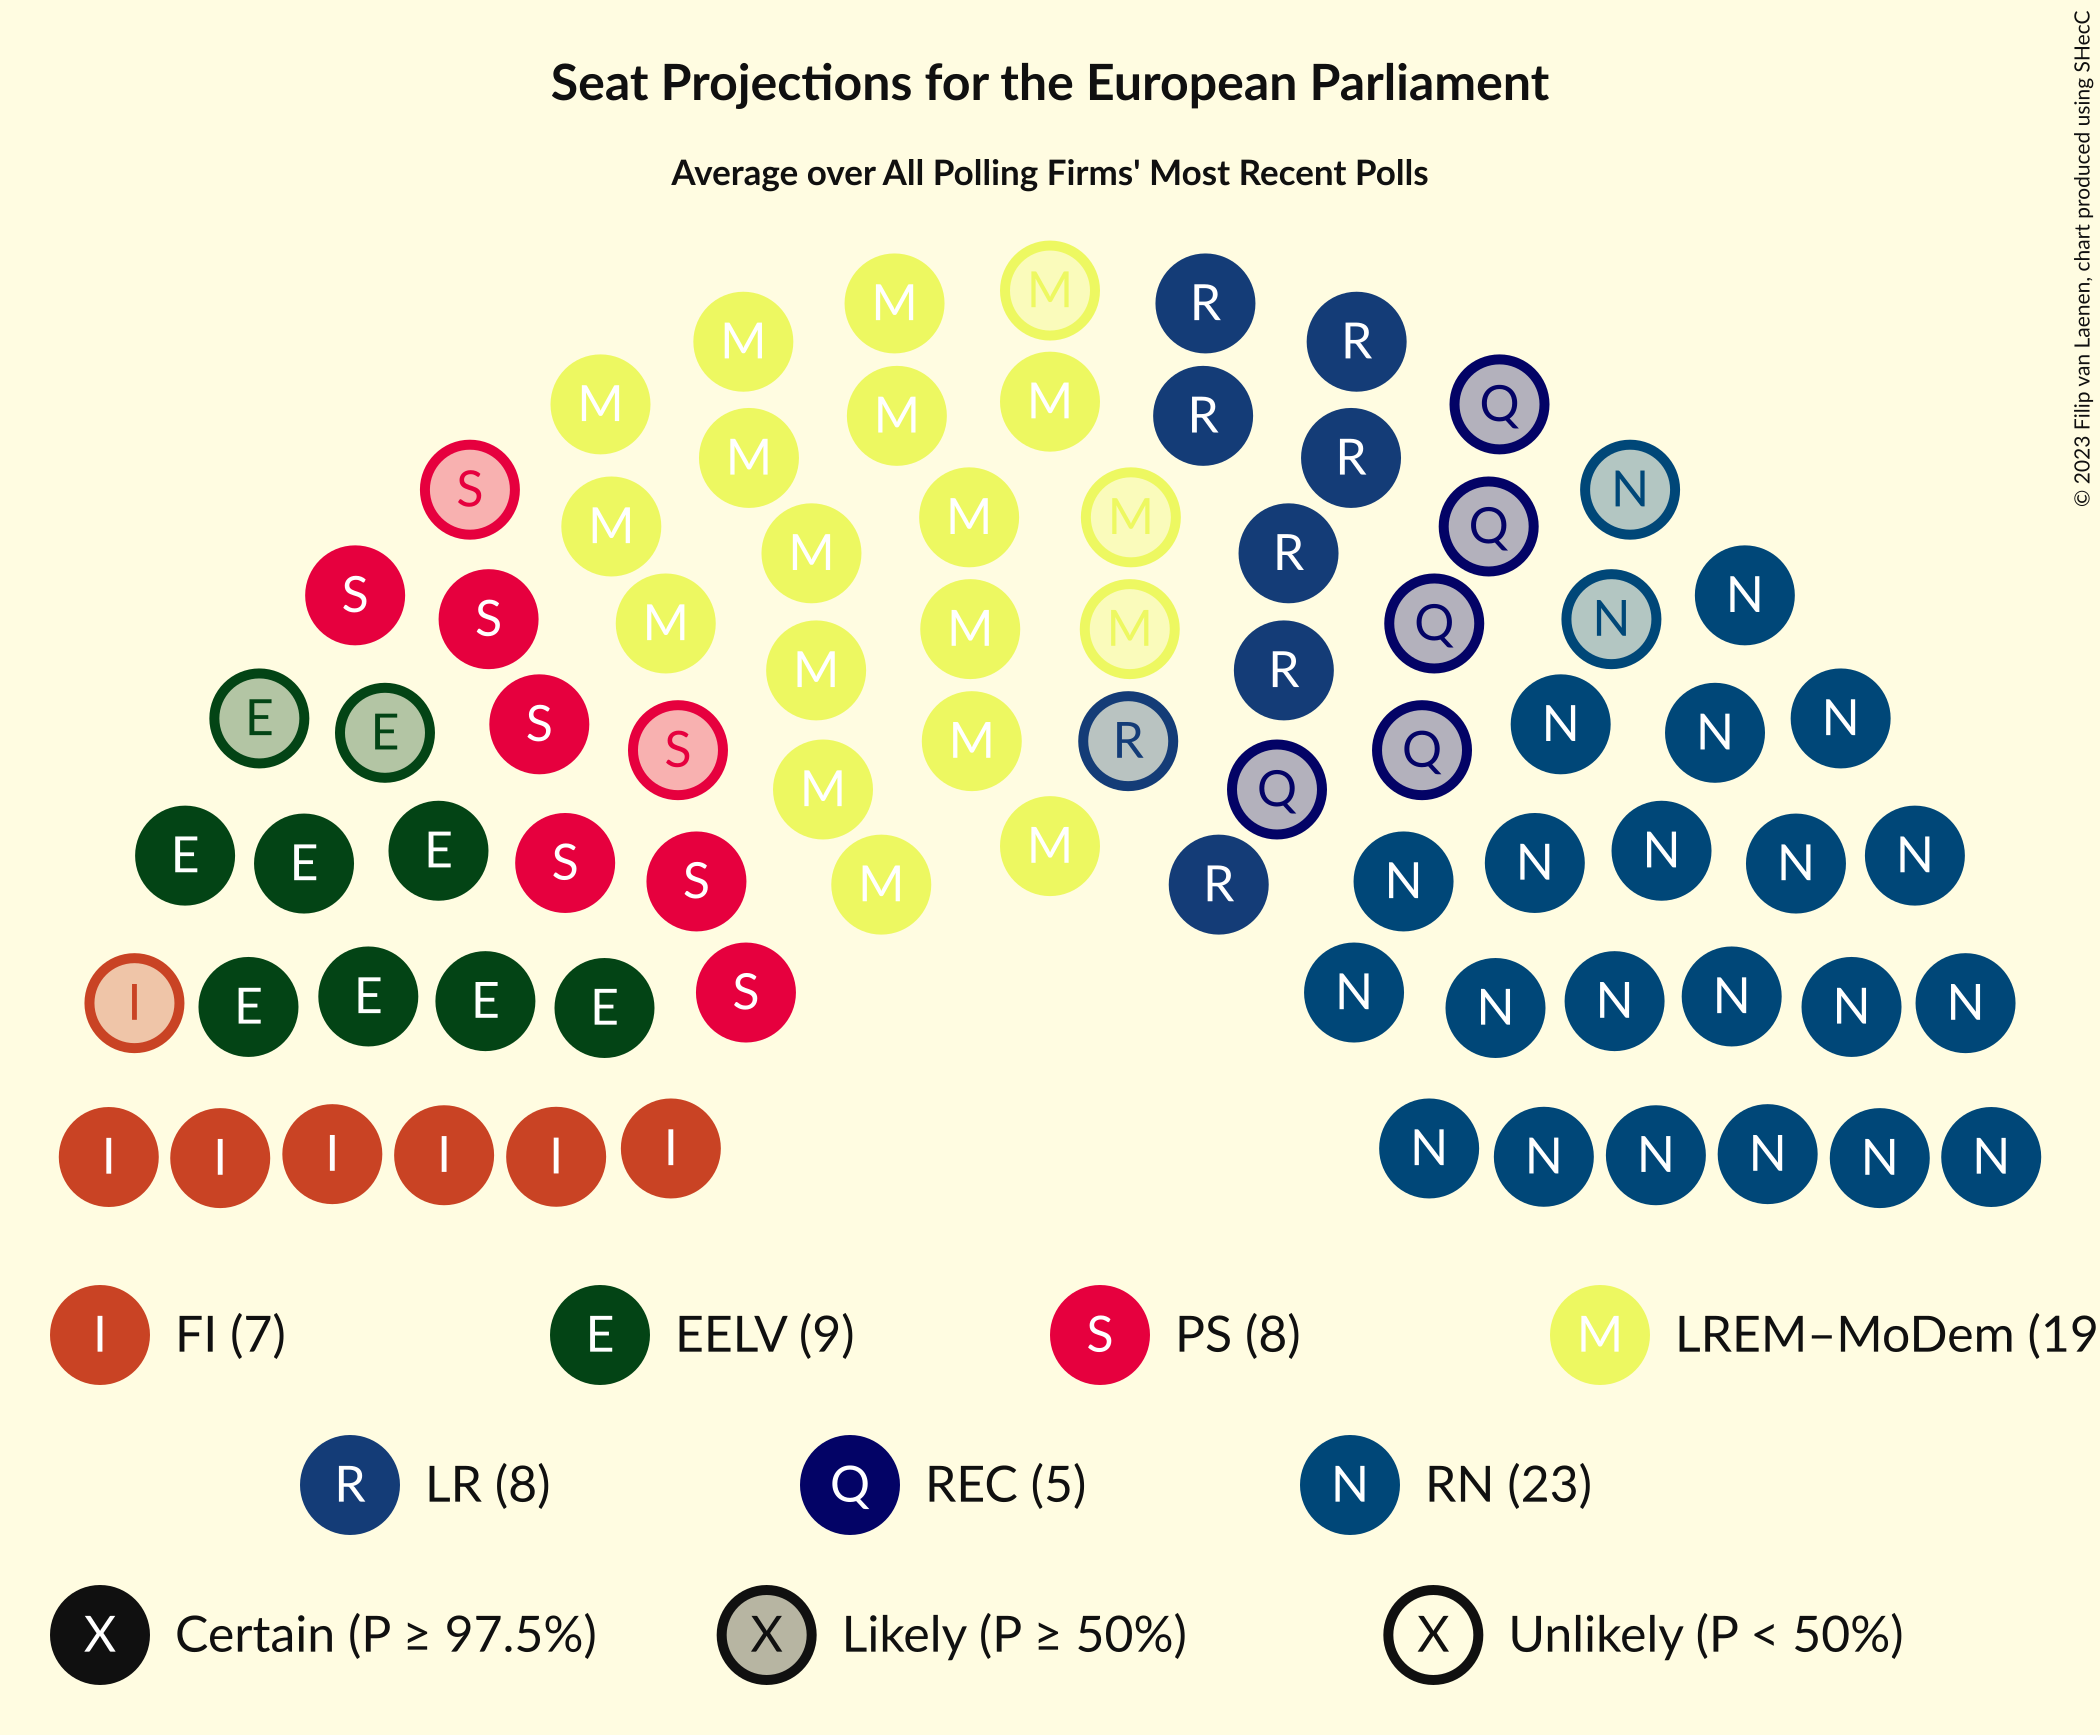 Seat Projections for the European Parliament
Average over All Polling Firms' Most Recent Polls
© 2023 Filip van Laenen, chart produced using SHecC
M M M R R
M M M R R Q
S M M M R Q N
S S M M M M R Q N N
E E S S M M M R R Q Q N N N
E E E S S M M R N N N N N
I E E E E S N N N N N N
I I I I I I N N N N N N
I FI (7) E EELV (9) S PS (8) M LREM–MoDem (19
R LR (8) Q REC (5) N RN (23)
X Certain (P ≥ 97.5%) X Likely (P ≥ 50%) X Unlikely (P < 50%)